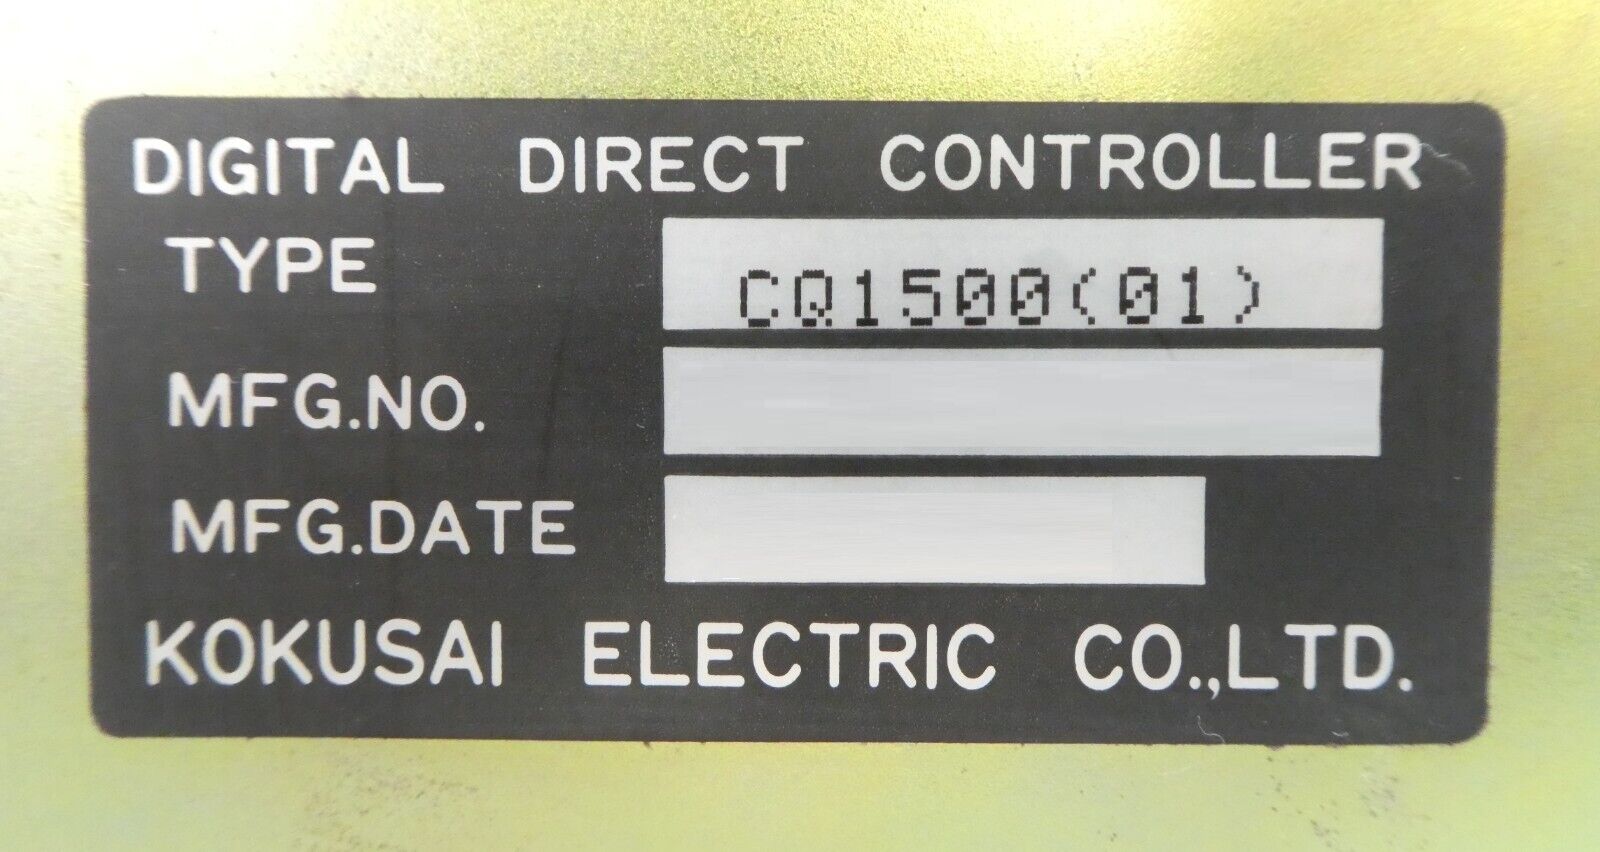 DIGITAL DIRECT CONTROLLER
TYPE CQ1500(01)
MFG.NO.
MFG.DATE
KOKUSAI ELECTRIC CO.,LTD.